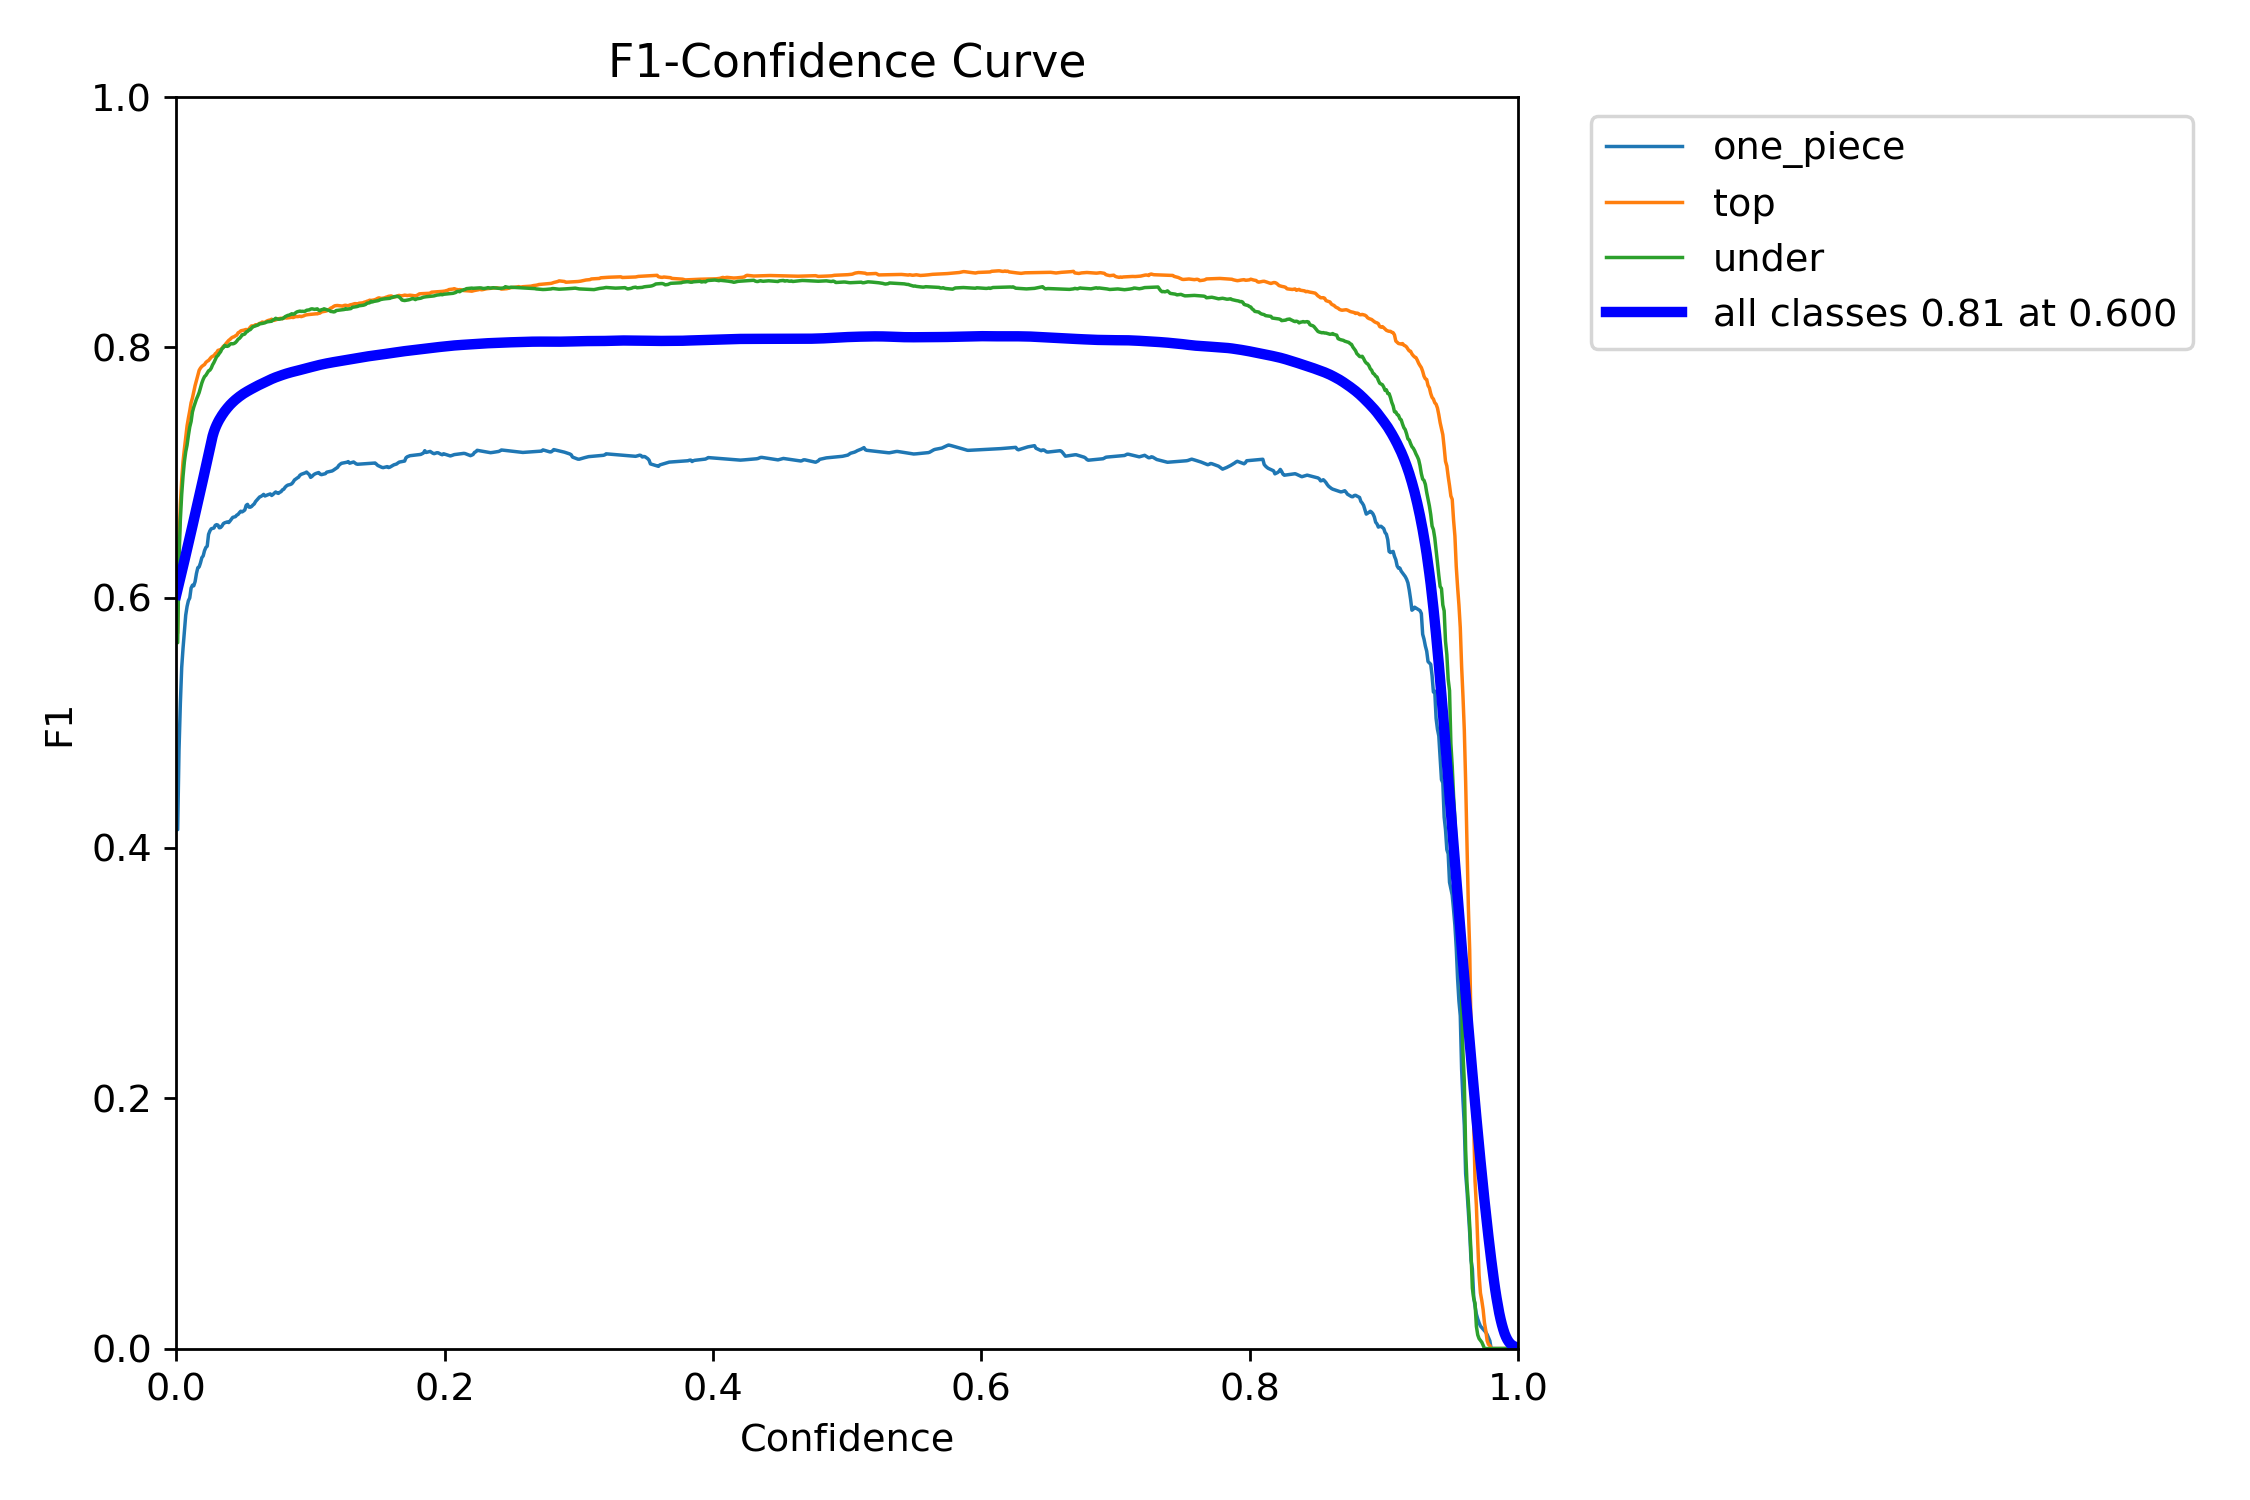 F1-Confidence Curve
1.0
0.8
0.6
0.4
0.2
0.0
F1
0.0 0.2 0.4 0.6 0.8 1.0
Confidence
one_piece
top
under
all classes 0.81 at 0.600